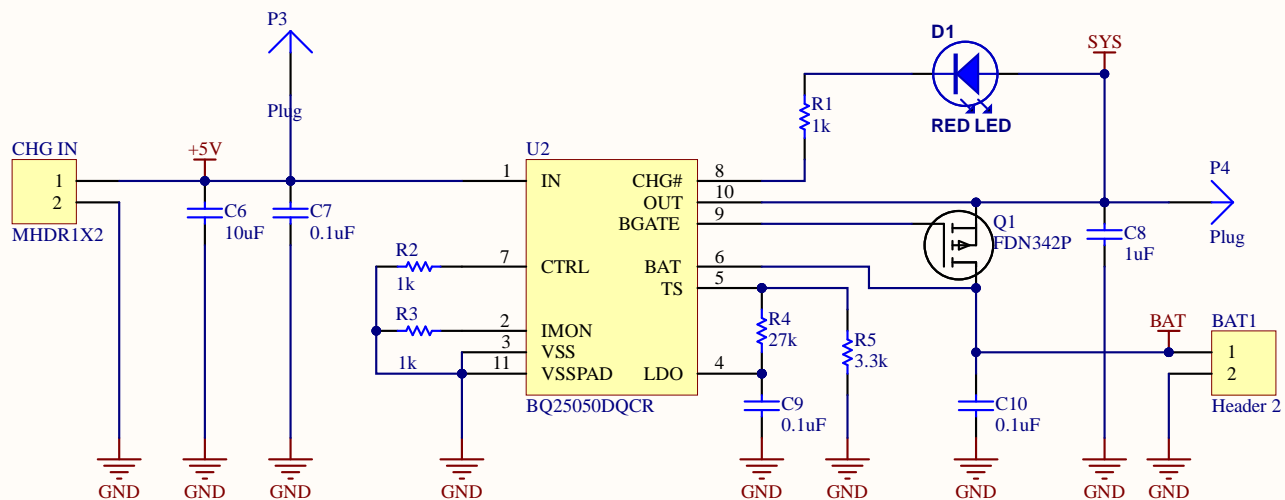 P3
Plug
CHG IN
1
2
MHDR1X2
+5V
C6
10uF
C7
0.1uF
R2
1k
R3
1k
U2
1
IN
7
CTRL
2
IMON
3
VSS
11
VSSPAD
CHG#
8
OUT
10
BGATE
9
BAT
6
TS
5
LDO
4
BQ25050DQCR
R1
1k
D1
RED LED
SYS
P4
Plug
Q1
FDN342P
C8
1uF
R4
27k
R5
3.3k
C9
0.1uF
C10
0.1uF
BAT
BAT1
1
2
Header 2
GND
GND
GND
GND
GND
GND
GND
GND
GND